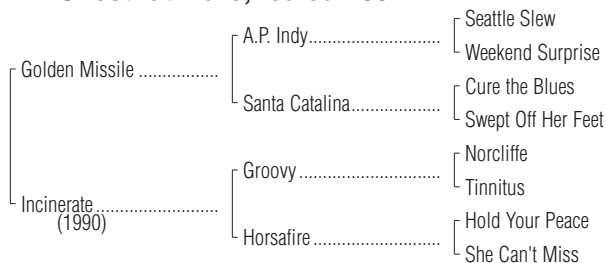 Seattle Slew
A.P. Indy
Weekend Surprise
Golden Missile
Cure the Blues
Santa Catalina
Swept Off Her Feet
Norcliffe
Groovy
Tinnitus
Incinerate
(1990)
Hold Your Peace
Horsafire
She Can't Miss